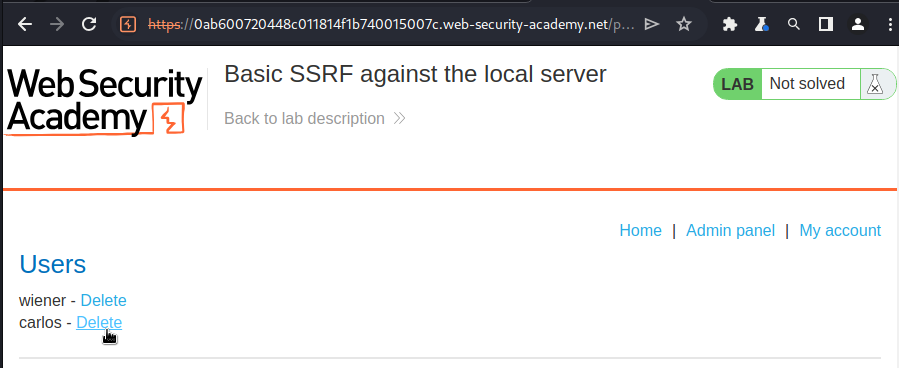 https://0ab600720448c011814f1b740015007c.web-security-academy.net/p...
Web Security
Academy
Basic SSRF against the local server
Back to lab description
LAB Not solved
Home | Admin panel | My account
Users
wiener - Delete
carlos - Delete